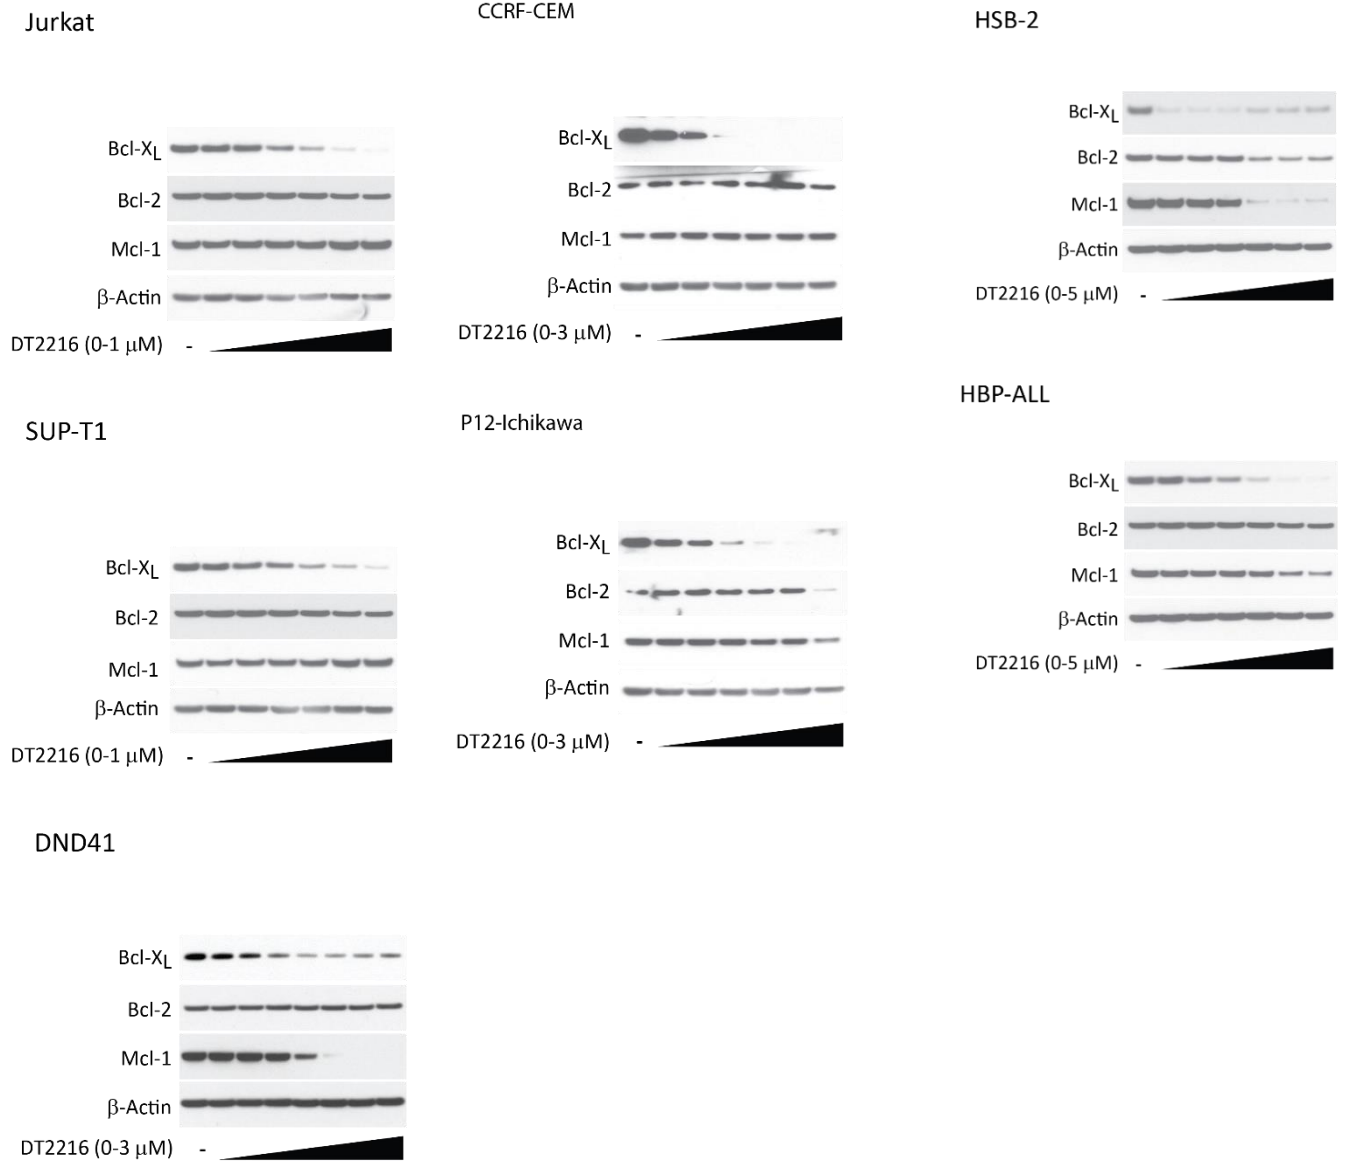 Jurkat
Bcl-XL
Bcl-2
Mcl-1
β-Actin
DT2216 (0-1 μM) -
CCRF-CEM
Bcl-XL
Bcl-2
Mcl-1
β-Actin
DT2216 (0-3 μM) -
HSB-2
Bcl-XL
Bcl-2
Mcl-1
β-Actin
DT2216 (0-5 μM) -
SUP-T1
Bcl-XL
Bcl-2
Mcl-1
β-Actin
DT2216 (0-1 μM) -
P12-Ichikawa
Bcl-XL
Bcl-2
Mcl-1
β-Actin
DT2216 (0-3 μM) -
HBP-ALL
Bcl-XL
Bcl-2
Mcl-1
β-Actin
DT2216 (0-5 μM) -
DND41
Bcl-XL
Bcl-2
Mcl-1
β-Actin
DT2216 (0-3 μM) -